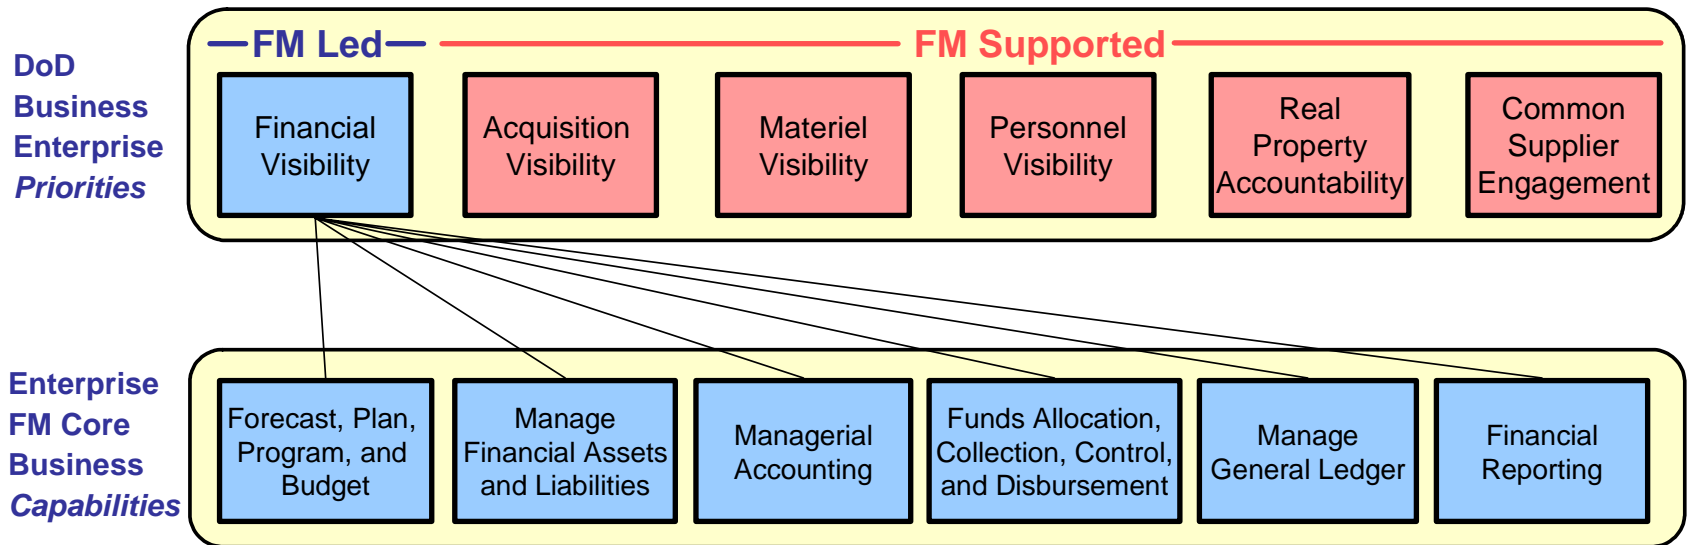 FM Led
FM Supported
DoD
Business
Enterprise
Priorities
Financial
Visibility
Acquisition
Visibility
Materiel
Visibility
Personnel
Visibility
Real
Property
Accountability
Common
Supplier
Engagement
Enterprise
FM Core
Business
Capabilities
Forecast, Plan,
Program, and
Budget
Manage
Financial Assets
and Liabilities
Managerial
Accounting
Funds Allocation,
Collection, Control,
and Disbursement
Manage
General Ledger
Financial
Reporting